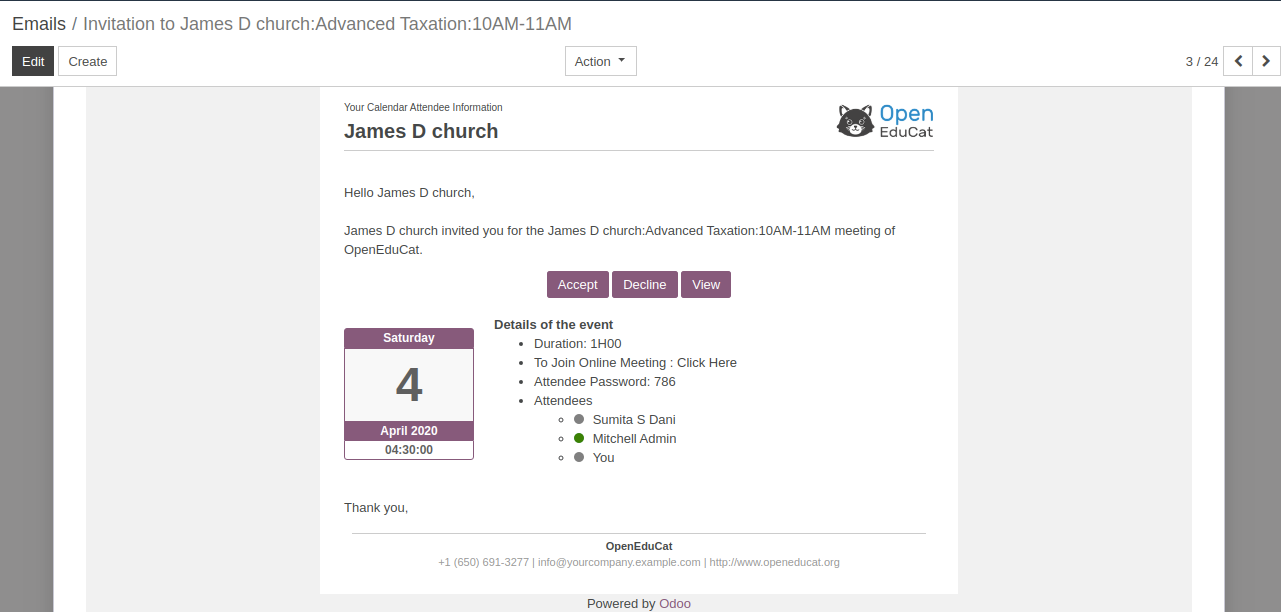 Emails / Invitation to James D church:Advanced Taxation:10AM-11AM
Edit Create Action 3 / 24
Your Calendar Attendee Information
James D church
Open
EduCat
Hello James D church,
James D church invited you for the James D church:Advanced Taxation:10AM-11AM meeting of
OpenEduCat.
Accept Decline View
Saturday
4
April 2020
04:30:00
Details of the event
Duration: 1H00
To Join Online Meeting : Click Here
Attendee Password: 786
Attendees
Sumita S Dani
Mitchell Admin
You
Thank you,
OpenEduCat
+1 (650) 691-3277 | info@yourcompany.example.com | http://www.openeducat.org
Powered by Odoo